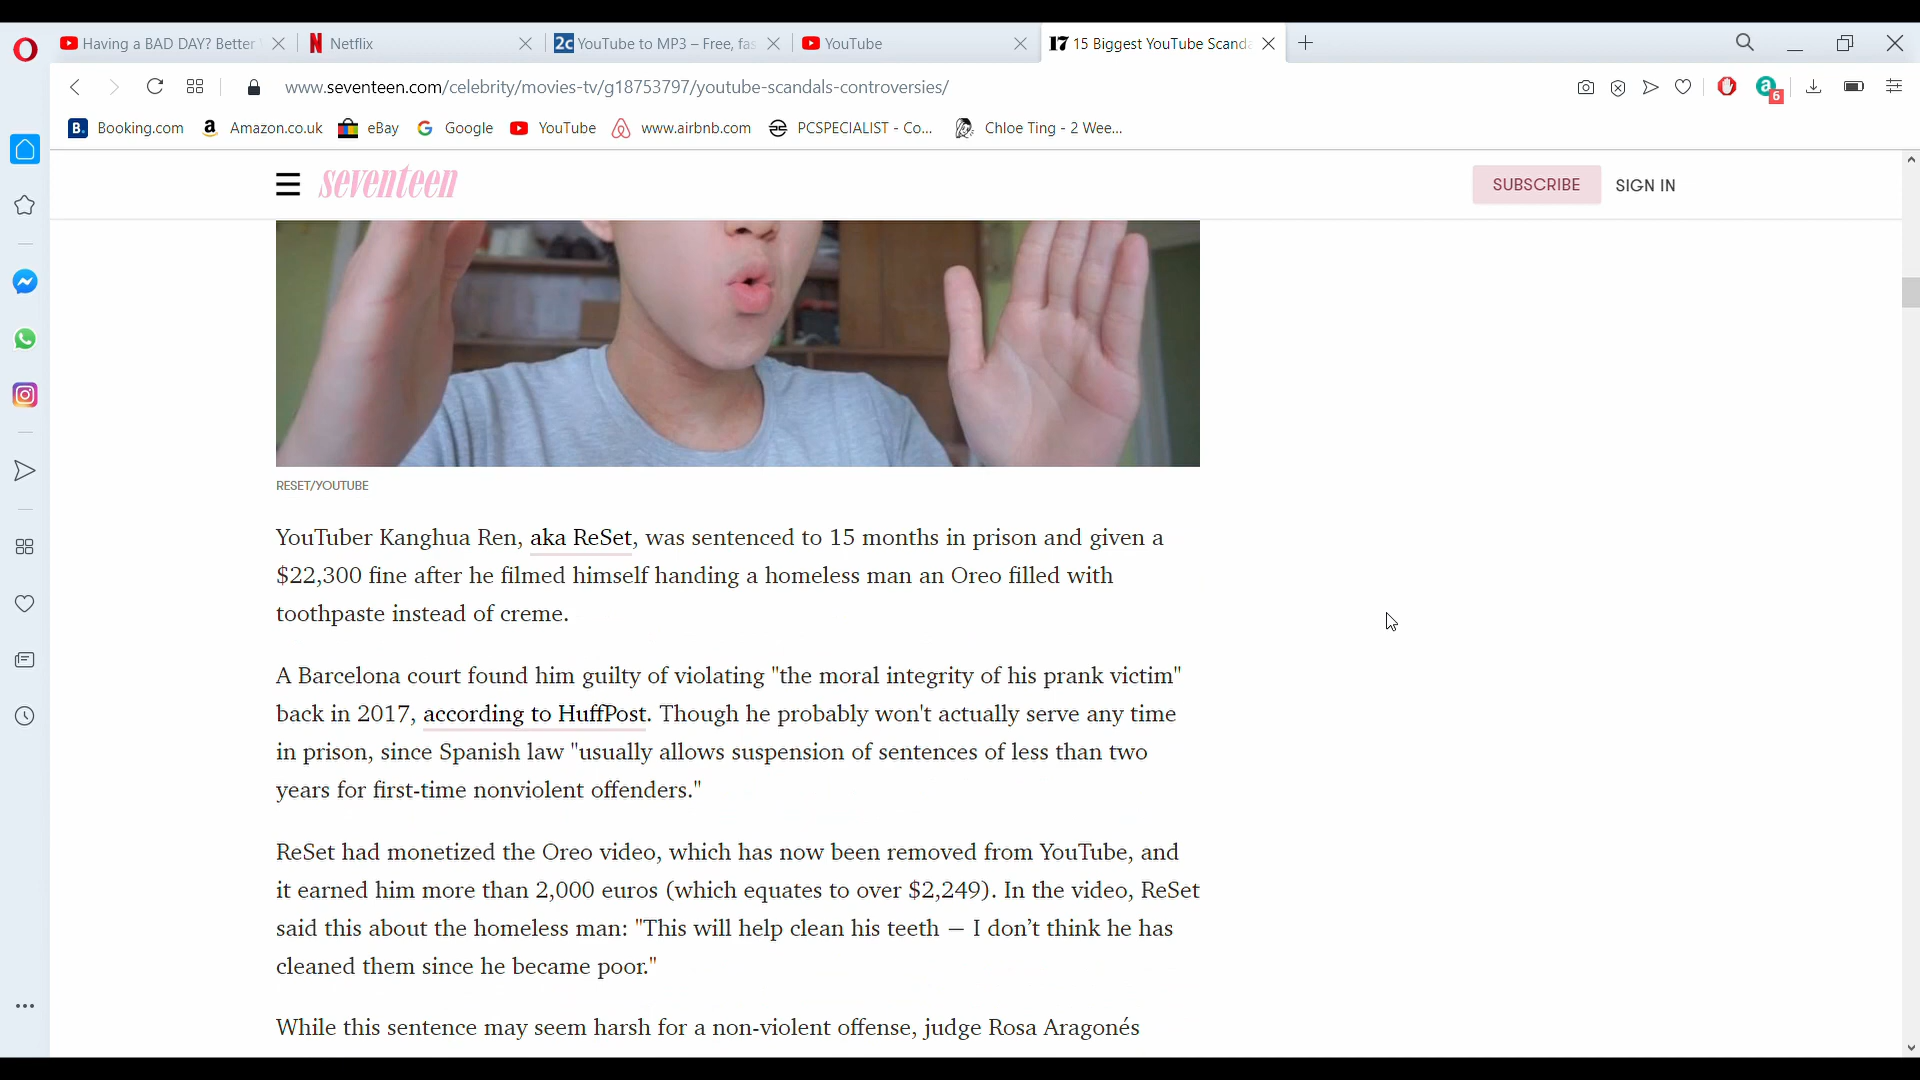 Having a BAD DAY? Better
Netflix
YouTube to MP3 – Free, fas
YouTube
17 15 Biggest YouTube Scanda
www.seventeen.com/celebrity/movies-tv/g18753797/youtube-scandals-controversies/
6
B. Booking.com
Amazon.co.uk
eBay
Google
YouTube
www.airbnb.com
PCSPECIALIST - Co...
Chloe Ting - 2 Wee...
seventeen
SUBSCRIBE
SIGN IN
RESET/YOUTUBE
YouTuber Kanghua Ren, aka ReSet, was sentenced to 15 months in prison and given a
$22,300 fine after he filmed himself handing a homeless man an Oreo filled with
toothpaste instead of creme.
A Barcelona court found him guilty of violating "the moral integrity of his prank victim"
back in 2017, according to HuffPost. Though he probably won't actually serve any time
in prison, since Spanish law "usually allows suspension of sentences of less than two
years for first-time nonviolent offenders."
ReSet had monetized the Oreo video, which has now been removed from YouTube, and
it earned him more than 2,000 euros (which equates to over $2,249). In the video, ReSet
said this about the homeless man: "This will help clean his teeth — I don’t think he has
cleaned them since he became poor."
While this sentence may seem harsh for a non-violent offense, judge Rosa Aragonés